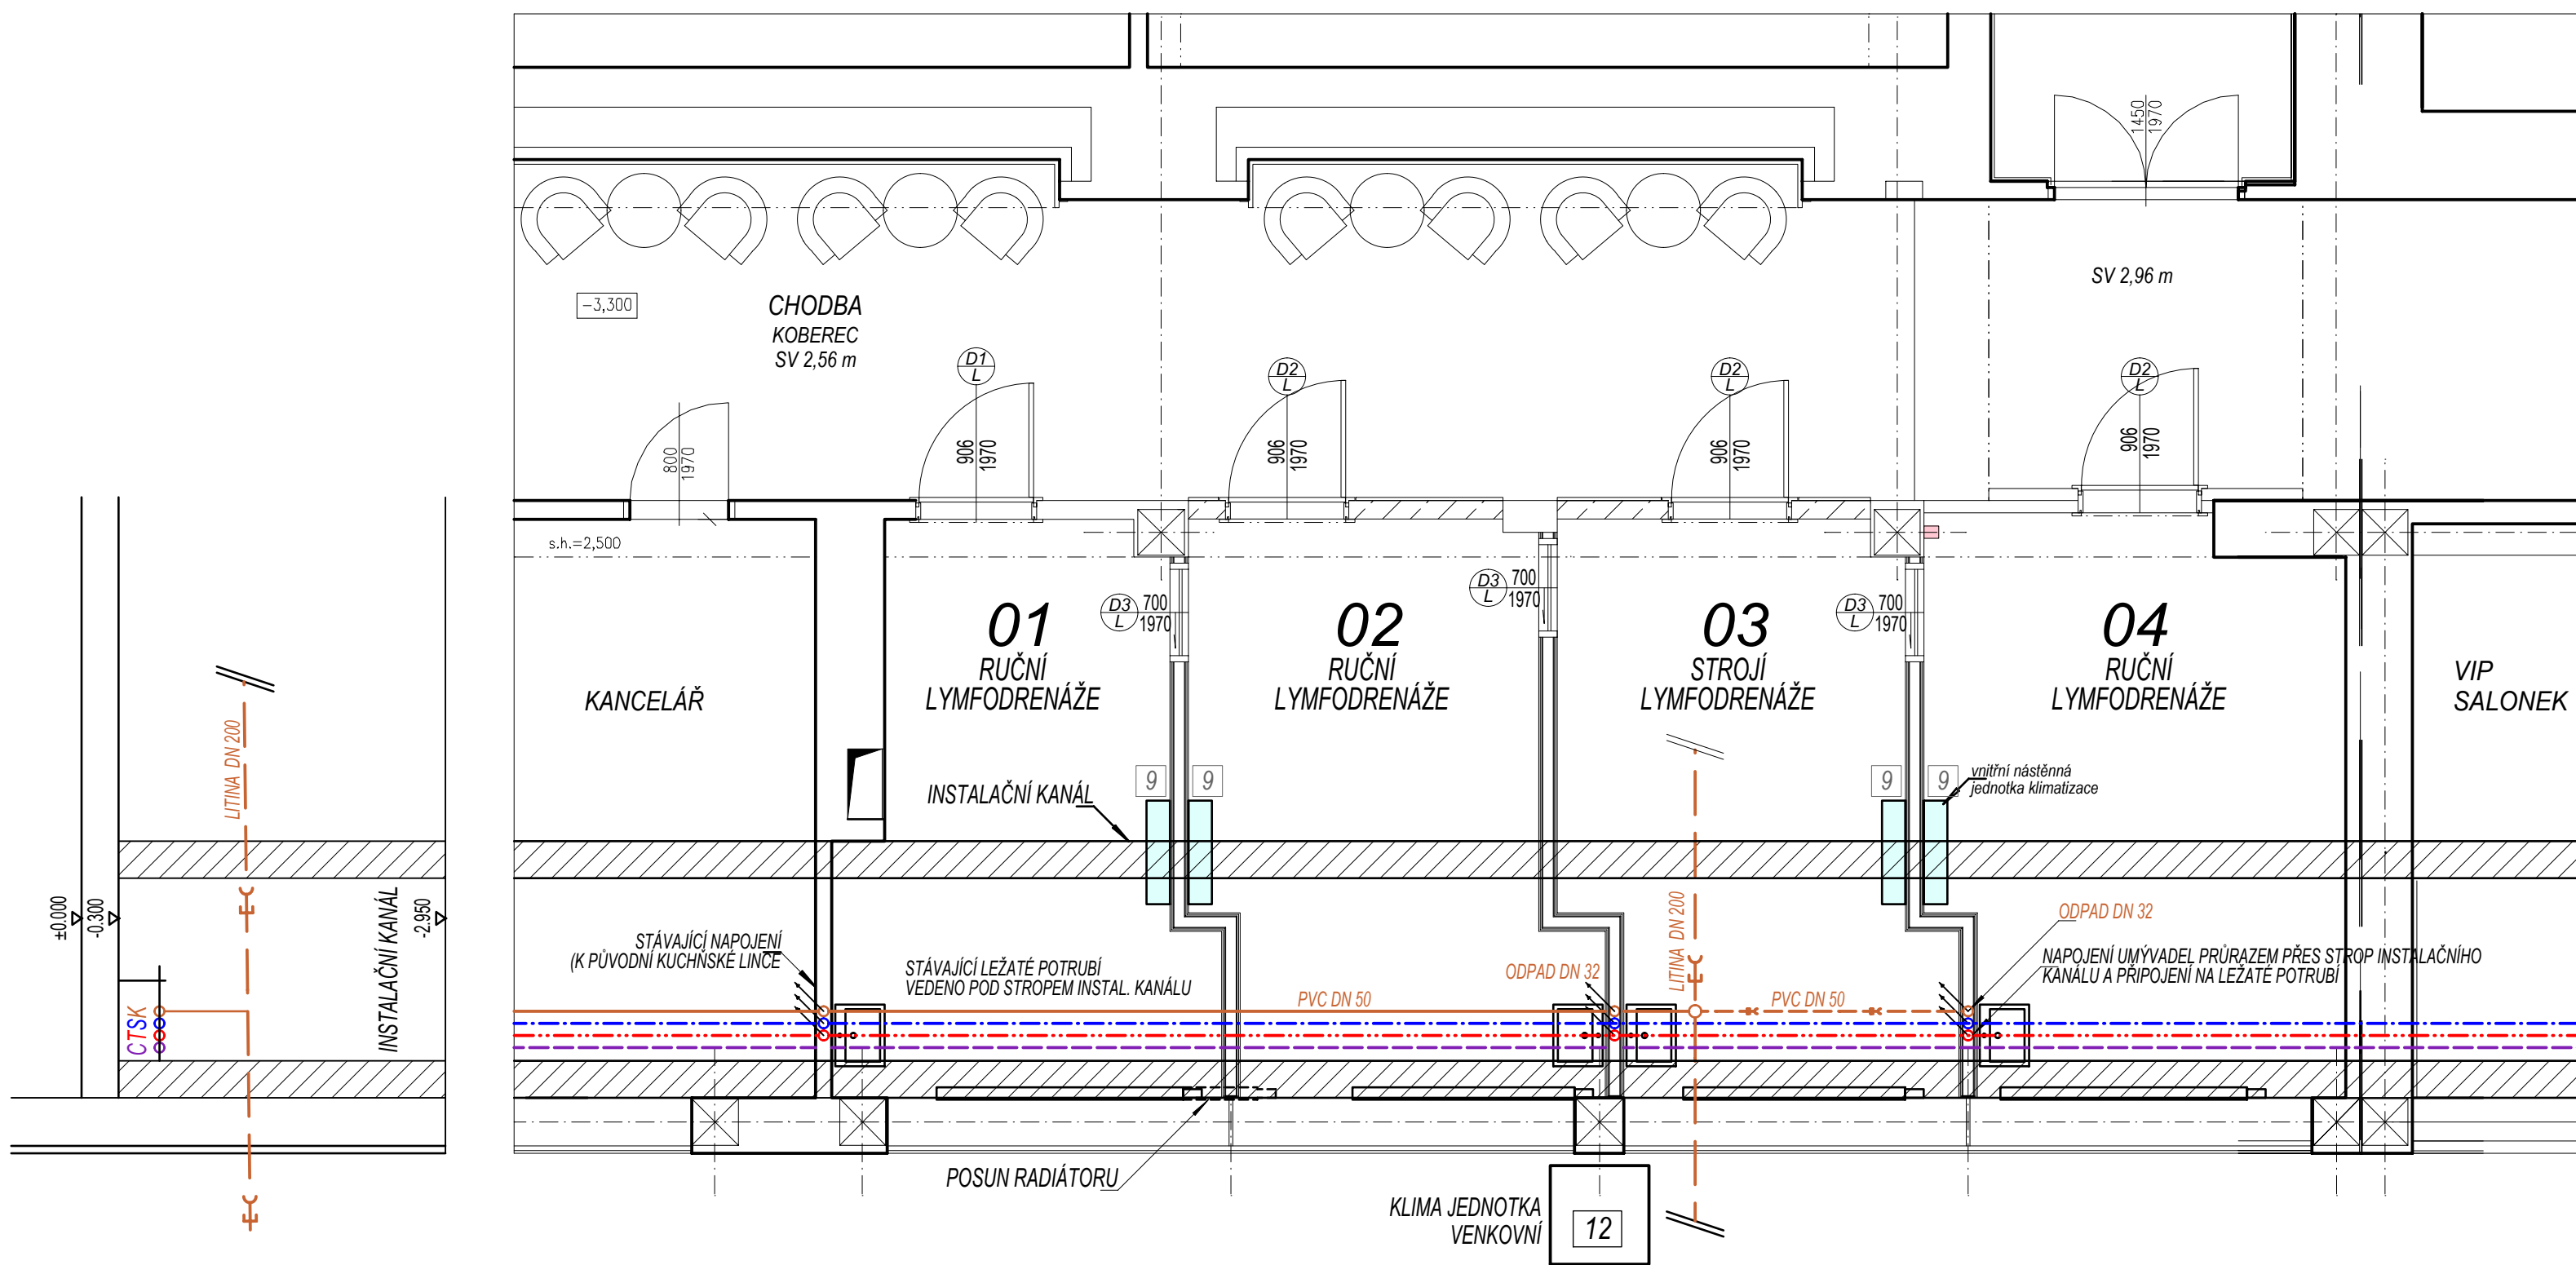 1450
1970
SV 2,96 m
-3,300
CHODBA
KOBEREC
SV 2,56 m
D1
L
D2
L
D2
L
D2
L
800
1970
906
1970
906
1970
906
1970
906
1970
s.h.=2,500
D3
L
700
1970
D3
L
700
1970
D3
L
700
1970
KANCELÁŘ
01
RUČNÍ
LYMFODRENÁŽE
02
RUČNÍ
LYMFODRENÁŽE
03
STROJÍ
LYMFODRENÁŽE
04
RUČNÍ
LYMFODRENÁŽE
VIP
SALONEK
LITINA DN 200
INSTALAČNÍ KANÁL
9
9
9
9
vnitřní nástěnná
jednotka klimatizace
±0.000
-0.300
INSTALAČNÍ KANÁL
-2.950
CTSK
STÁVAJÍCÍ NAPOJENÍ
(K PŮVODNÍ KUCHŇSKÉ LINCE
STÁVAJÍCÍ LEŽATÉ POTRUBÍ
VEDENO POD STROPEM INSTAL. KANÁLU
ODPAD DN 32
LITINA DN 200
ODPAD DN 32
NAPOJENÍ UMÝVADEL PRŮRAZEM PŘES STROP INSTALAČNÍHO
KANÁLU A PŘIPOJENÍ NA LEŽATÉ POTRUBÍ
PVC DN 50
PVC DN 50
POSUN RADIÁTORU
KLIMA JEDNOTKA
VENKOVNÍ
12